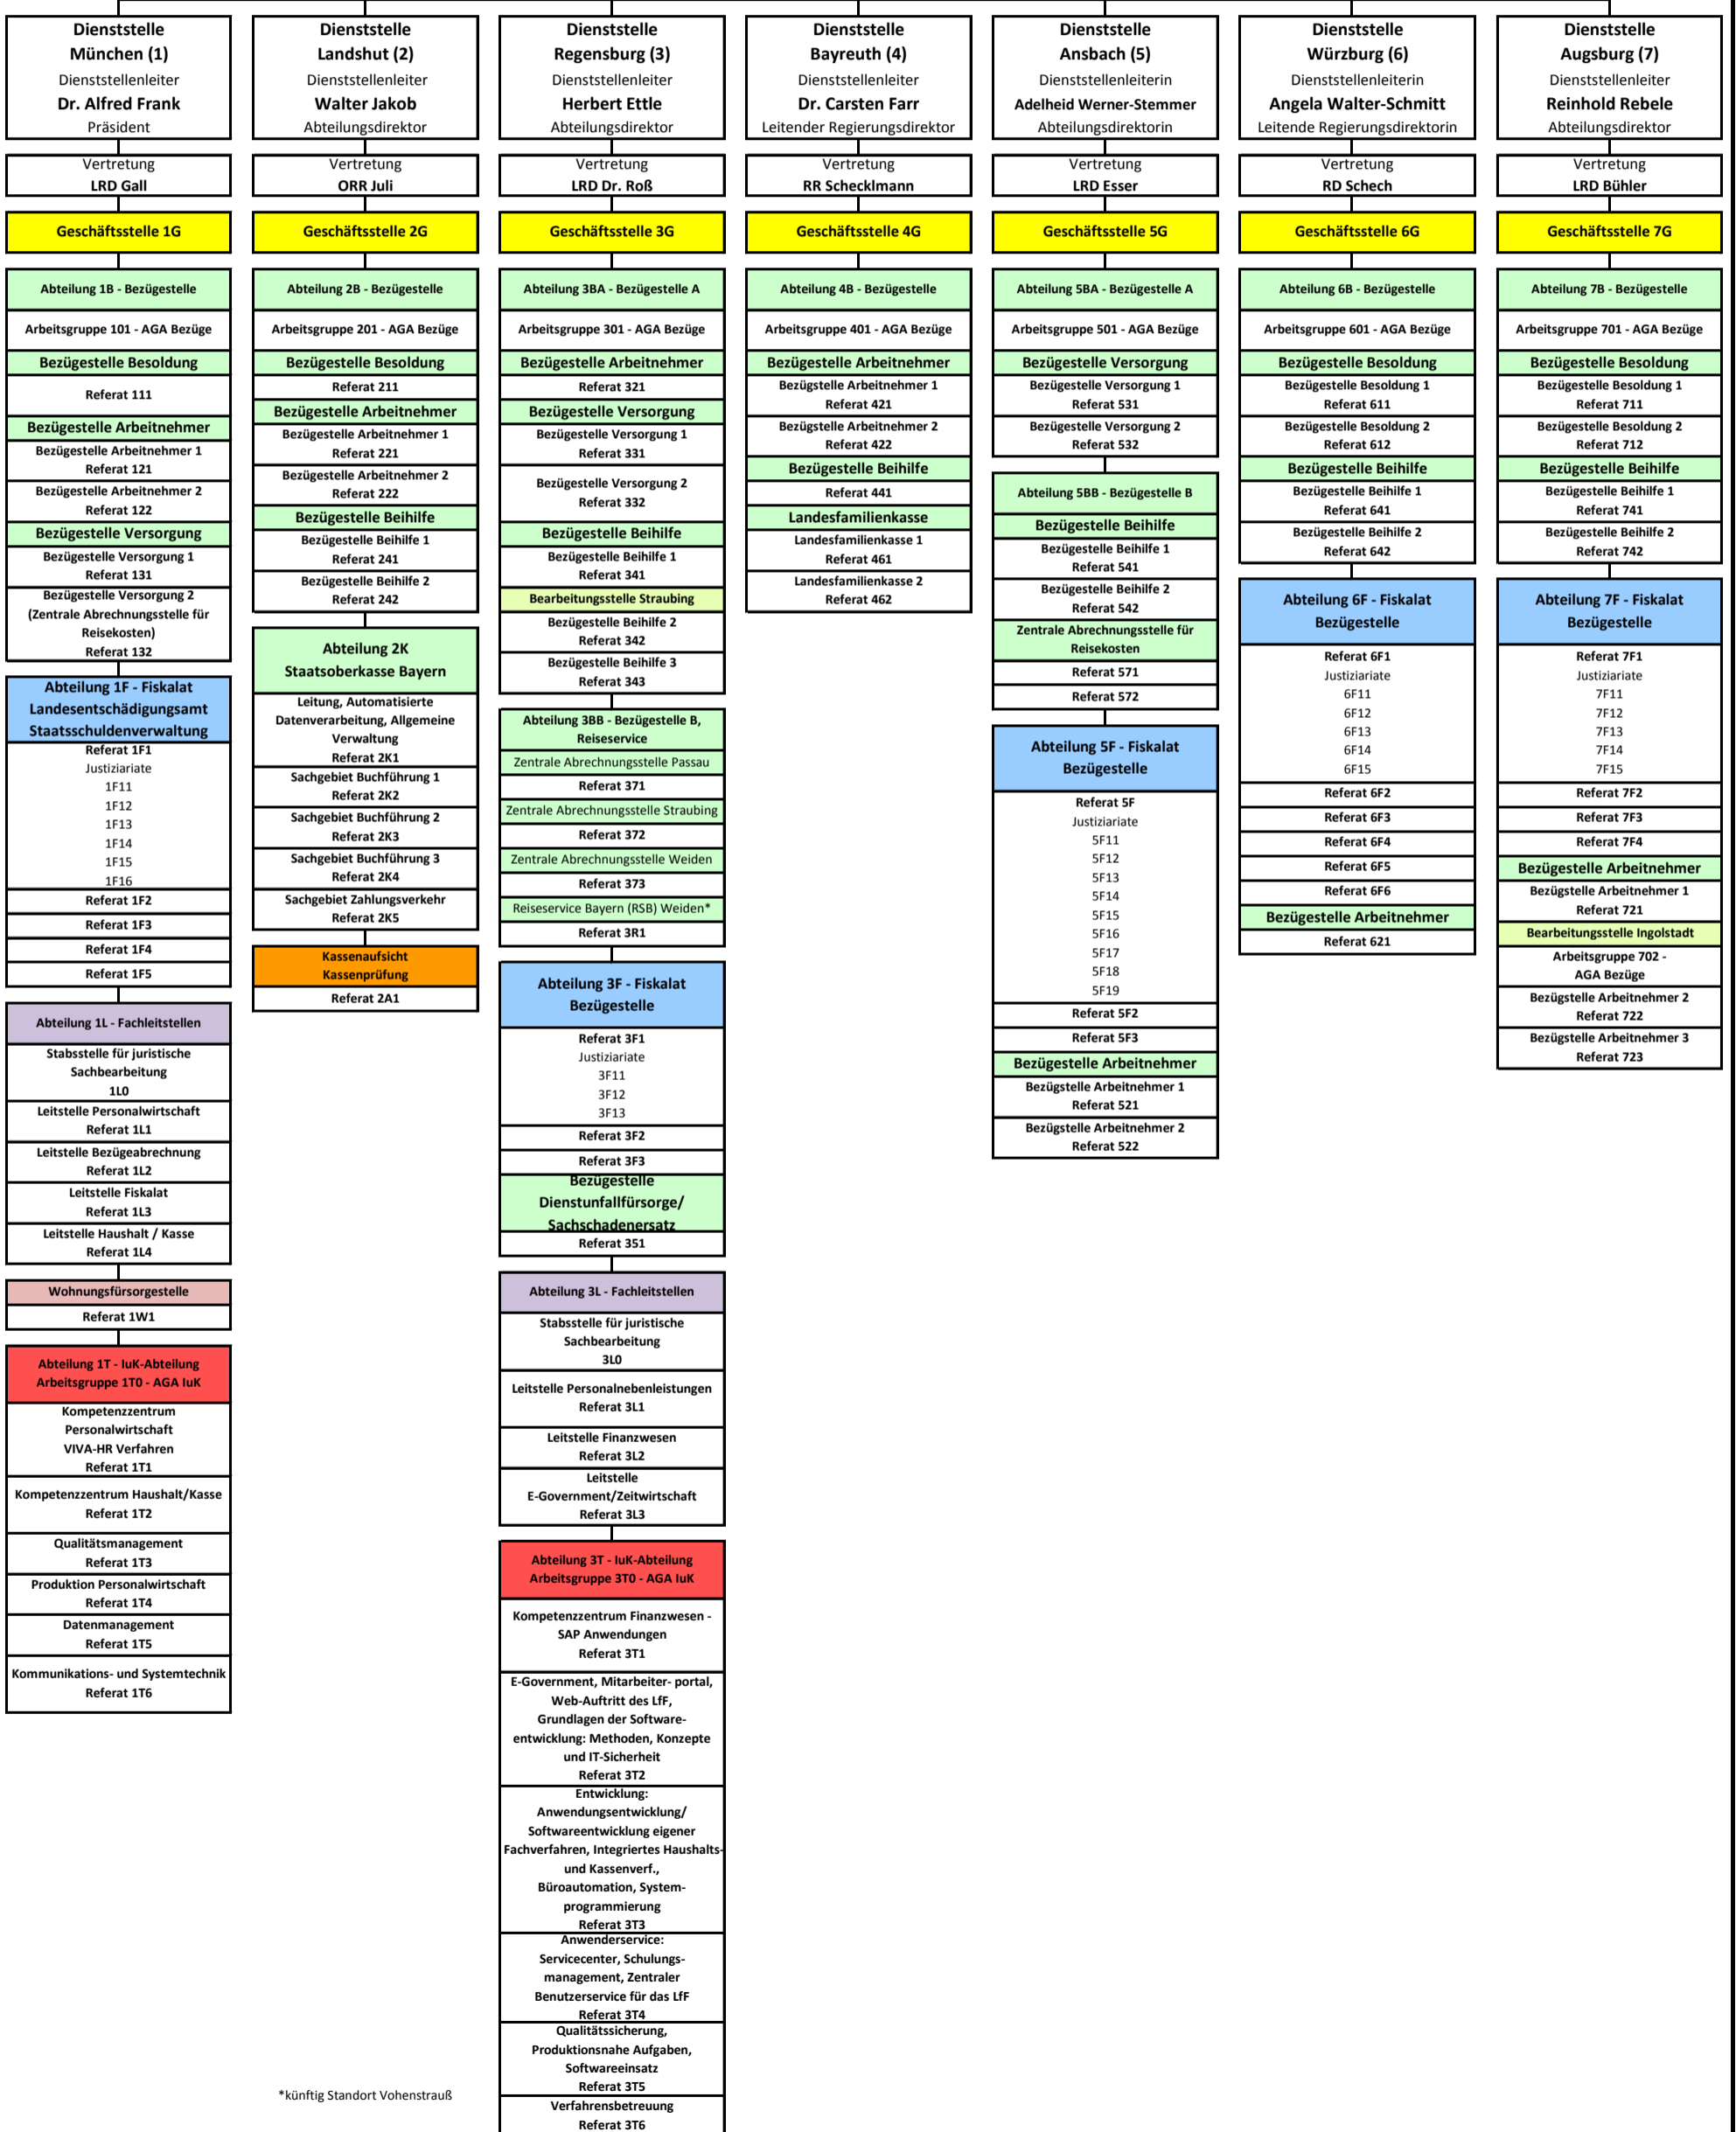 Dienststelle
München (1)
Dienststellenleiter
Dr. Alfred Frank
Präsident
Vertretung
LRD Gall
Geschäftsstelle 1G
Abteilung 1B - Bezügestelle
Arbeitsgruppe 101 - AGA Bezüge
Bezügestelle Besoldung
Referat 111
Bezügestelle Arbeitnehmer
Bezügestelle Arbeitnehmer 1
Referat 121
Bezügestelle Arbeitnehmer 2
Referat 122
Bezügestelle Versorgung
Bezügestelle Versorgung 1
Referat 131
Bezügestelle Versorgung 2
(Zentrale Abrechnungsstelle für
Reisekosten)
Referat 132
Abteilung 1F - Fiskalat
Landesentschädigungsamt
Staatsschuldenverwaltung
Referat 1F1
Justiziariate
1F11
1F12
1F13
1F14
1F15
1F16
Referat 1F2
Referat 1F3
Referat 1F4
Referat 1F5
Abteilung 1L - Fachleitstellen
Stabsstelle für juristische
Sachbearbeitung
1L0
Leitstelle Personalwirtschaft
Referat 1L1
Leitstelle Bezügeabrechnung
Referat 1L2
Leitstelle Fiskalat
Referat 1L3
Leitstelle Haushalt / Kasse
Referat 1L4
Wohnungsfürsorgestelle
Referat 1W1
Abteilung 1T - IuK-Abteilung
Arbeitsgruppe 1T0 - AGA IuK
Kompetenzzentrum
Personalwirtschaft
VIVA-HR Verfahren
Referat 1T1
Kompetenzzentrum Haushalt/Kasse
Referat 1T2
Qualitätsmanagement
Referat 1T3
Produktion Personalwirtschaft
Referat 1T4
Datenmanagement
Referat 1T5
Kommunikations- und Systemtechnik
Referat 1T6
Dienststelle
Landshut (2)
Dienststellenleiter
Walter Jakob
Abteilungsdirektor
Vertretung
ORR Juli
Geschäftsstelle 2G
Abteilung 2B - Bezügestelle
Arbeitsgruppe 201 - AGA Bezüge
Bezügestelle Besoldung
Referat 211
Bezügestelle Arbeitnehmer
Bezügestelle Arbeitnehmer 1
Referat 221
Bezügestelle Arbeitnehmer 2
Referat 222
Bezügestelle Beihilfe
Bezügestelle Beihilfe 1
Referat 241
Bezügestelle Beihilfe 2
Referat 242
Abteilung 2K
Staatsoberkasse Bayern
Leitung, Automatisierte
Datenverarbeitung, Allgemeine
Verwaltung
Referat 2K1
Sachgebiet Buchführung 1
Referat 2K2
Sachgebiet Buchführung 2
Referat 2K3
Sachgebiet Buchführung 3
Referat 2K4
Sachgebiet Zahlungsverkehr
Referat 2K5
Kassenaufsicht
Kassenprüfung
Referat 2A1
*künftig Standort Vohenstrauß
Dienststelle
Regensburg (3)
Dienststellenleiter
Herbert Ettle
Abteilungsdirektor
Vertretung
LRD Dr. Roß
Geschäftsstelle 3G
Abteilung 3BA - Bezügestelle A
Arbeitsgruppe 301 - AGA Bezüge
Bezügestelle Arbeitnehmer
Referat 321
Bezügestelle Versorgung
Bezügestelle Versorgung 1
Referat 331
Bezügestelle Versorgung 2
Referat 332
Bezügestelle Beihilfe
Bezügestelle Beihilfe 1
Referat 341
Bearbeitungsstelle Straubing
Bezügestelle Beihilfe 2
Referat 342
Bezügestelle Beihilfe 3
Referat 343
Abteilung 3BB - Bezügestelle B,
Reiseservice
Zentrale Abrechnungsstelle Passau
Referat 371
Zentrale Abrechnungsstelle Straubing
Referat 372
Zentrale Abrechnungsstelle Weiden
Referat 373
Reiseservice Bayern (RSB) Weiden*
Referat 3R1
Abteilung 3F - Fiskalat
Bezügestelle
Referat 3F1
Justiziariate
3F11
3F12
3F13
Referat 3F2
Referat 3F3
Bezügestelle
Dienstunfallfürsorge/
Sachschadenersatz
Referat 351
Abteilung 3L - Fachleitstellen
Stabsstelle für juristische
Sachbearbeitung
3L0
Leitstelle Personalnebenleistungen
Referat 3L1
Leitstelle Finanzwesen
Referat 3L2
Leitstelle
E-Government/Zeitwirtschaft
Referat 3L3
Abteilung 3T - IuK-Abteilung
Arbeitsgruppe 3T0 - AGA IuK
Kompetenzzentrum Finanzwesen -
SAP Anwendungen
Referat 3T1
E-Government, Mitarbeiter- portal,
Web-Auftritt des LfF,
Grundlagen der Software-
entwicklung: Methoden, Konzepte
und IT-Sicherheit
Referat 3T2
Entwicklung:
Anwendungsentwicklung/
Softwareentwicklung eigener
Fachverfahren, Integriertes Haushalts-
und Kassenverf.,
Büroautomation, System-
programmierung
Referat 3T3
Anwenderservice:
Servicecenter, Schulungs-
management, Zentraler
Benutzerservice für das LfF
Referat 3T4
Qualitätssicherung,
Produktionsnahe Aufgaben,
Softwareeinsatz
Referat 3T5
Verfahrensbetreuung
Referat 3T6
Dienststelle
Bayreuth (4)
Dienststellenleiter
Dr. Carsten Farr
Leitender Regierungsdirektor
Vertretung
RR Schecklmann
Geschäftsstelle 4G
Abteilung 4B - Bezügestelle
Arbeitsgruppe 401 - AGA Bezüge
Bezügestelle Arbeitnehmer
Bezügstelle Arbeitnehmer 1
Referat 421
Bezügstelle Arbeitnehmer 2
Referat 422
Bezügestelle Beihilfe
Referat 441
Landesfamilienkasse
Landesfamilienkasse 1
Referat 461
Landesfamilienkasse 2
Referat 462
Dienststelle
Ansbach (5)
Dienststellenleiterin
Adelheid Werner-Stemmer
Abteilungsdirektorin
Vertretung
LRD Esser
Geschäftsstelle 5G
Abteilung 5BA - Bezügestelle A
Arbeitsgruppe 501 - AGA Bezüge
Bezügestelle Versorgung
Bezügestelle Versorgung 1
Referat 531
Bezügestelle Versorgung 2
Referat 532
Abteilung 5BB - Bezügestelle B
Bezügestelle Beihilfe
Bezügestelle Beihilfe 1
Referat 541
Bezügestelle Beihilfe 2
Referat 542
Zentrale Abrechnungsstelle für
Reisekosten
Referat 571
Referat 572
Abteilung 5F - Fiskalat
Bezügestelle
Referat 5F
Justiziariate
5F11
5F12
5F13
5F14
5F15
5F16
5F17
5F18
5F19
Referat 5F2
Referat 5F3
Bezügestelle Arbeitnehmer
Bezügstelle Arbeitnehmer 1
Referat 521
Bezügstelle Arbeitnehmer 2
Referat 522
Dienststelle
Würzburg (6)
Dienststellenleiterin
Angela Walter-Schmitt
Leitende Regierungsdirektorin
Vertretung
RD Schech
Geschäftsstelle 6G
Abteilung 6B - Bezügestelle
Arbeitsgruppe 601 - AGA Bezüge
Bezügestelle Besoldung
Bezügestelle Besoldung 1
Referat 611
Bezügestelle Besoldung 2
Referat 612
Bezügestelle Beihilfe
Bezügestelle Beihilfe 1
Referat 641
Bezügestelle Beihilfe 2
Referat 642
Abteilung 6F - Fiskalat
Bezügestelle
Referat 6F1
Justiziariate
6F11
6F12
6F13
6F14
6F15
Referat 6F2
Referat 6F3
Referat 6F4
Referat 6F5
Referat 6F6
Bezügestelle Arbeitnehmer
Referat 621
Dienststelle
Augsburg (7)
Dienststellenleiter
Reinhold Rebele
Abteilungsdirektor
Vertretung
LRD Bühler
Geschäftsstelle 7G
Abteilung 7B - Bezügestelle
Arbeitsgruppe 701 - AGA Bezüge
Bezügestelle Besoldung
Bezügestelle Besoldung 1
Referat 711
Bezügestelle Besoldung 2
Referat 712
Bezügestelle Beihilfe
Bezügestelle Beihilfe 1
Referat 741
Bezügestelle Beihilfe 2
Referat 742
Abteilung 7F - Fiskalat
Bezügestelle
Referat 7F1
Justiziariate
7F11
7F12
7F13
7F14
7F15
Referat 7F2
Referat 7F3
Referat 7F4
Bezügestelle Arbeitnehmer
Bezügstelle Arbeitnehmer 1
Referat 721
Bearbeitungsstelle Ingolstadt
Arbeitsgruppe 702 -
AGA Bezüge
Bezügstelle Arbeitnehmer 2
Referat 722
Bezügstelle Arbeitnehmer 3
Referat 723